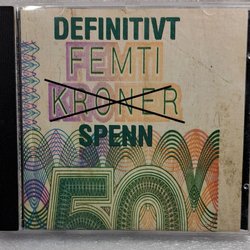 DEFINITIVT
FEMTI
KRONER
SPENN
50